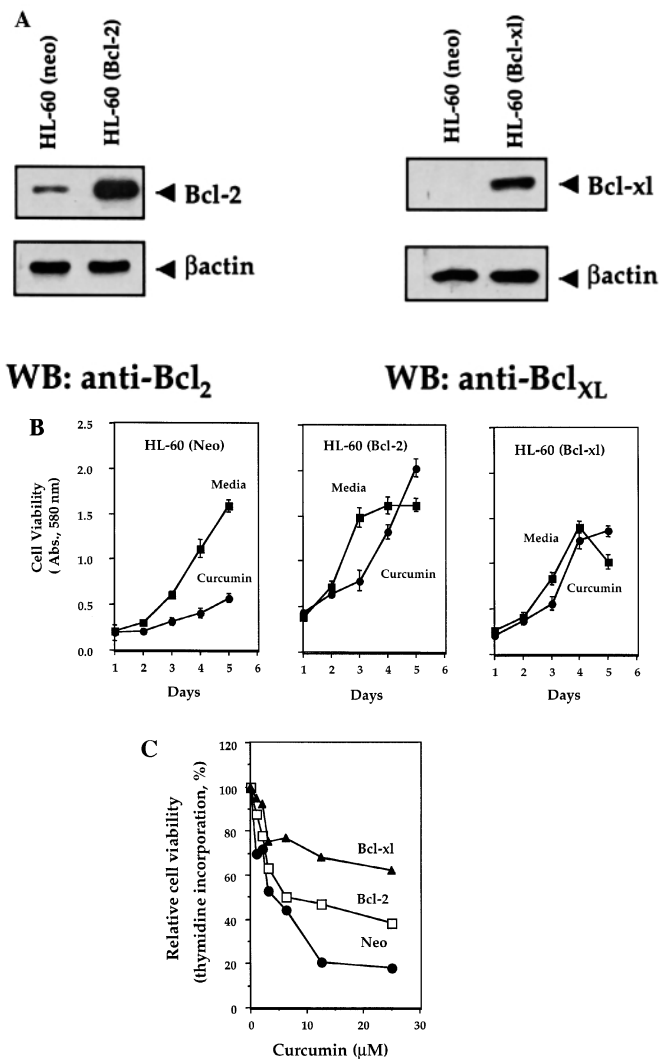 A
HL-60 (neo)
HL-60 (Bcl-2)
HL-60 (neo)
HL-60 (Bcl-xl)
Bcl-2
Bcl-xl
βactin
βactin
WB: anti-Bcl2
WB: anti-BclXL
B
Cell Viability
( Abs., 580 nm)
2.5
2.0
1.5
1.0
0.5
0.0
HL-60 (Neo)
Media
Curcumin
1 2 3 4 5 6
Days
HL-60 (Bcl-2)
Media
Curcumin
1 2 3 4 5 6
Days
HL-60 (Bcl-xl)
Media
Curcumin
1 2 3 4 5 6
Days
C
Relative cell viability
(thymidine incorporation, %)
120
100
80
60
40
20
0
Bcl-xl
Bcl-2
Neo
0 10 20 30
Curcumin (µM)